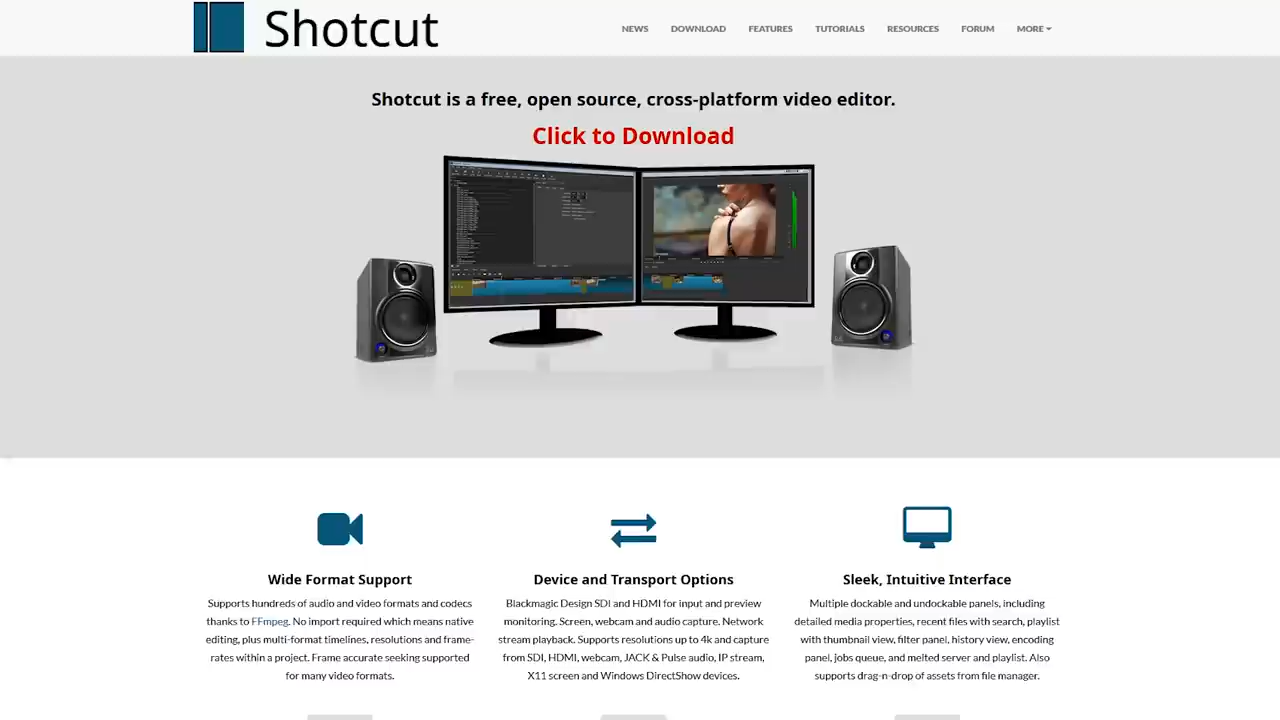 Shotcut
NEWS
DOWNLOAD
FEATURES
TUTORIALS
RESOURCES
FORUM
MORE
Shotcut is a free, open source, cross-platform video editor.
Click to Download
Wide Format Support
Supports hundreds of audio and video formats and codecs
thanks to FFmpeg. No import required which means native
editing, plus multi-format timelines, resolutions and frame-
rates within a project. Frame accurate seeking supported
for many video formats.
Device and Transport Options
Blackmagic Design SDI and HDMI for input and preview
monitoring. Screen, webcam and audio capture. Network
stream playback. Supports resolutions up to 4k and capture
from SDI, HDMI, webcam, JACK & Pulse audio, IP stream,
X11 screen and Windows DirectShow devices.
Sleek, Intuitive Interface
Multiple dockable and undockable panels, including
detailed media properties, recent files with search, playlist
with thumbnail view, filter panel, history view, encoding
panel, jobs queue, and melted server and playlist. Also
supports drag-n-drop of assets from file manager.